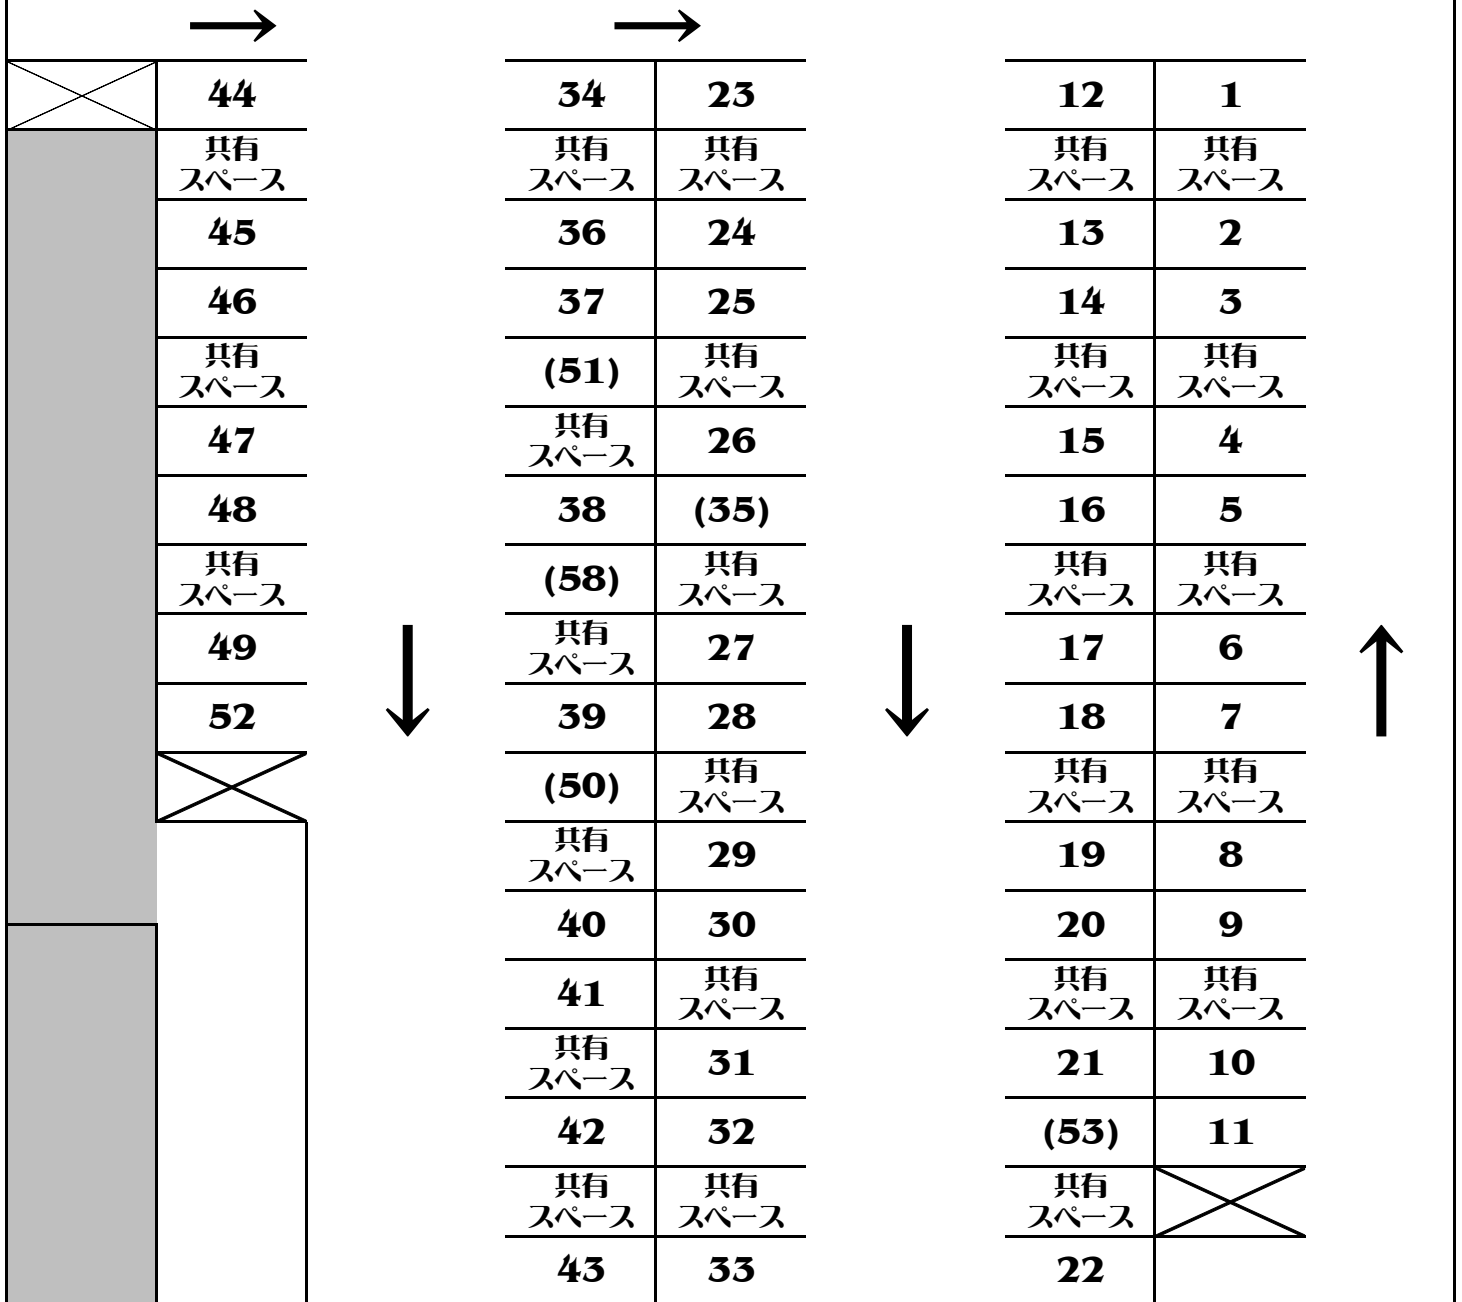 44 34 23 12 1
共有 共有 共有 共有 共有
スペース スペース スペース スペース スペース
45 36 24 13 2
46 37 25 14 3
共有 (51) 共有 共有 共有
スペース スペース スペース スペース
47 共有 26 15 4
スペース
48 38 (35) 16 5
共有 (58) 共有 共有 共有
スペース スペース スペース スペース
49 共有 27 17 6
スペース
52 39 28 18 7
(50) 共有 共有 共有
スペース スペース スペース
共有 29 19 8
スペース
40 30 20 9
41 共有 共有 共有
スペース スペース スペース
共有 31 21 10
スペース
42 32 (53) 11
共有 共有 共有
スペース スペース スペース
43 33 22